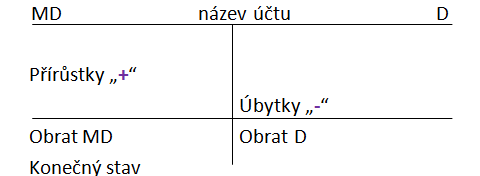 MD název účtu D
Přírůstky „+“
Úbytky „-“
Obrat MD Obrat D
Konečný stav